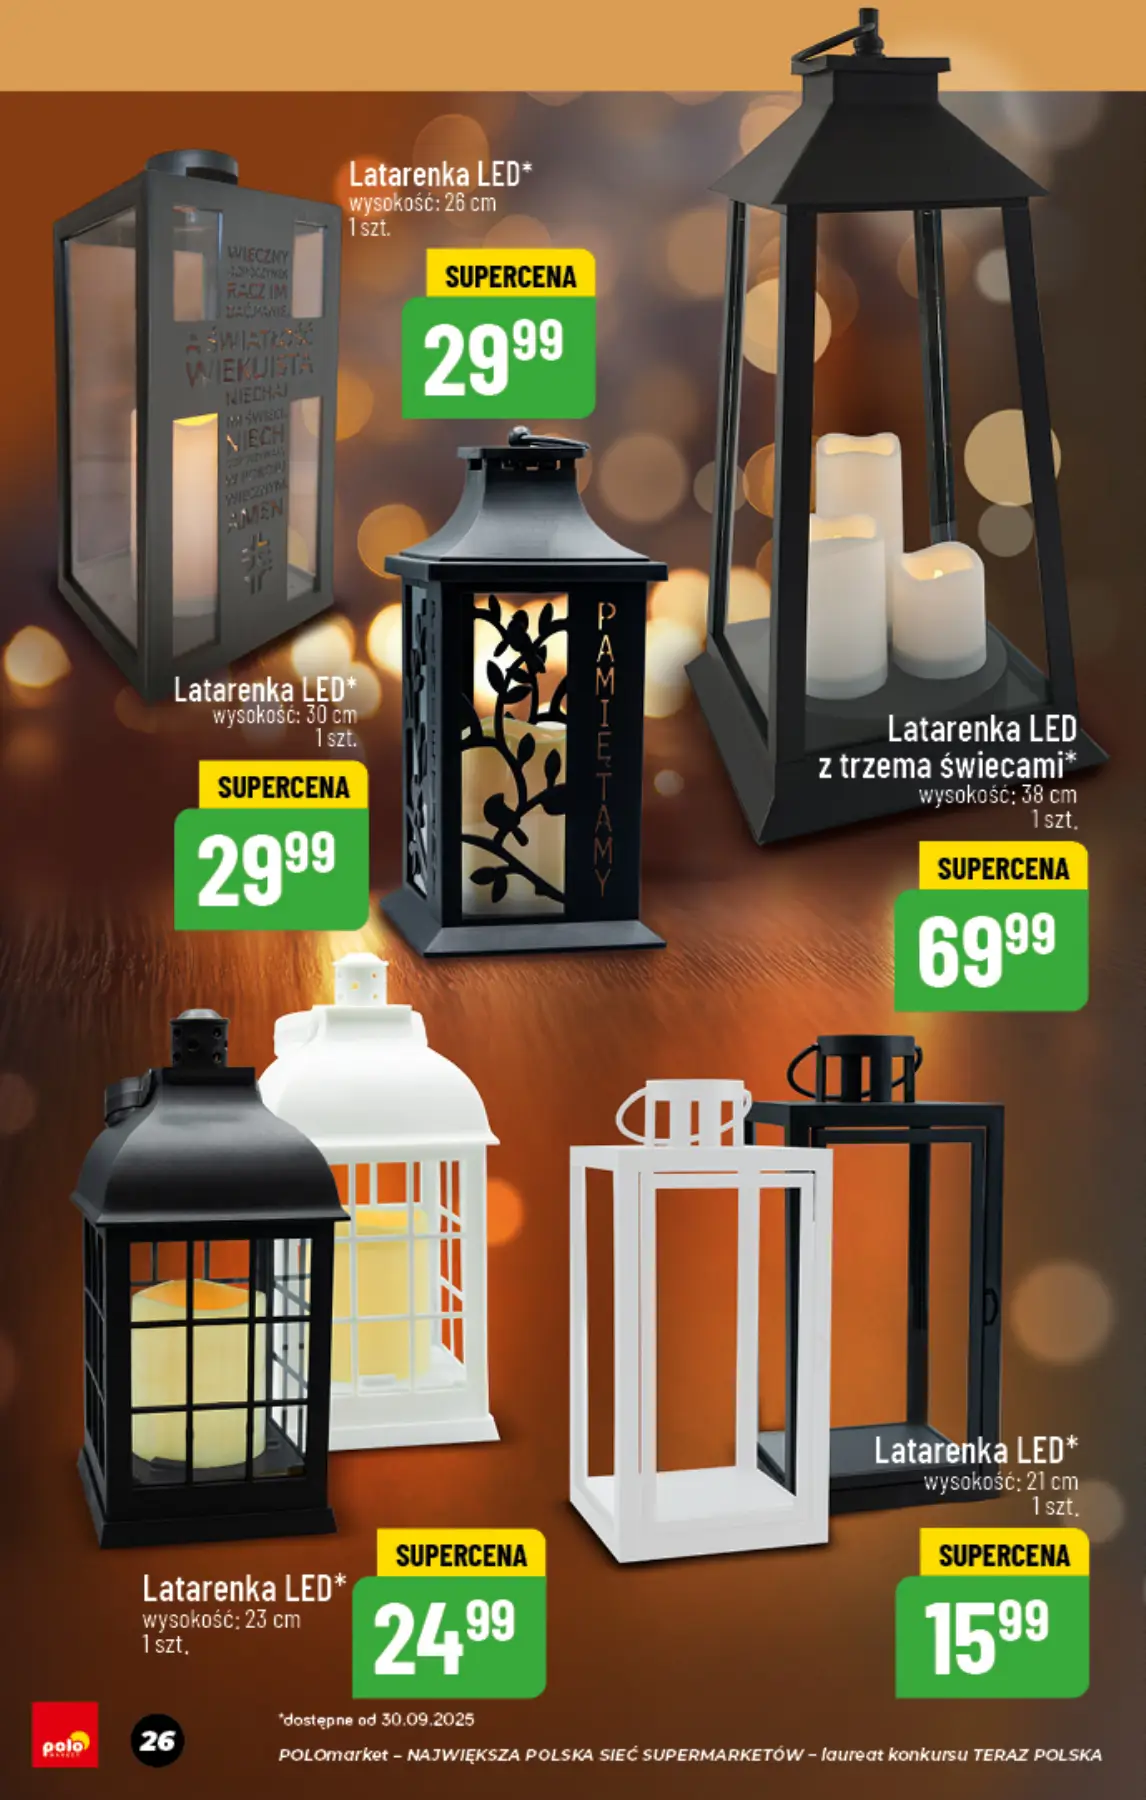 Latarenka LED*
wysokość: 26 cm
1 szt.
SUPERCENA
2999
WIECZNY
RACZ IM
A ŚWIATŁOŚĆ
WIEKUISTA
NIECHAJ
NIECH
AMEN
PAMIĘTAMY
Latarenka LED*
wysokość: 30 cm
1 szt.
SUPERCENA
2999
Latarenka LED
z trzema świecami*
wysokość: 38 cm
1 szt.
SUPERCENA
6999
Latarenka LED*
wysokość: 23 cm
1 szt.
SUPERCENA
2499
Latarenka LED*
wysokość: 21 cm
1 szt.
SUPERCENA
1599
polo
MARKET
26
*dostępne od 30.09.2025
POLOmarket – NAJWIĘKSZA POLSKA SIEĆ SUPERMARKETÓW – laureat konkursu TERAZ POLSKA